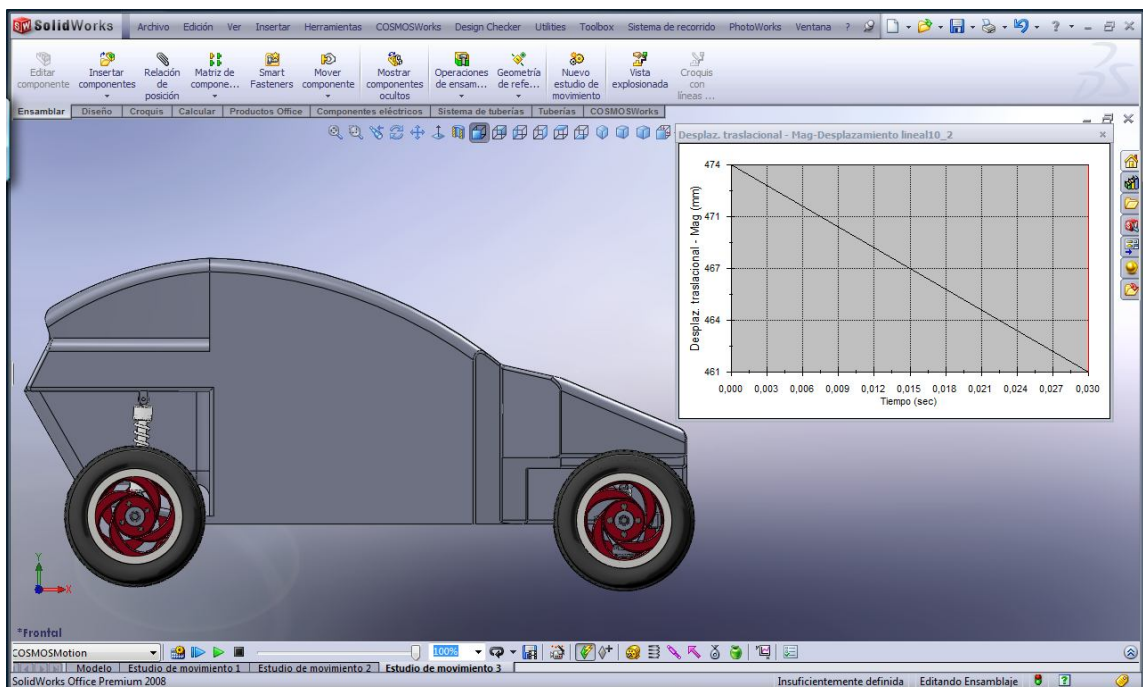 SolidWorks Archivo Edición Ver Insertar Herramientas COSMOSWorks Design Checker Utilities Toolbox Sistema de recorrido PhotoWorks Ventana ?
Editar componente
Insertar componentes
Relación de posición
Matriz de compone...
Smart Fasteners
Mover componente
Mostrar componentes ocultos
Operaciones de ensam...
Geometría de refe...
Nuevo estudio de movimiento
Vista explosionada
Croquis con líneas ...
Ensamblar Diseño Croquis Calcular Productos Office Componentes eléctricos Sistema de tuberías Tuberías COSMOSWorks
Desplaz. traslacional - Mag-Desplazamiento lineal10_2
Desplaz. traslacional - Mag (mm)
474
471
467
464
461
0,000 0,003 0,006 0,009 0,012 0,015 0,018 0,021 0,024 0,027 0,030
Tiempo (sec)
Y
X
*Frontal
COSMOSMotion 100%
Modelo Estudio de movimiento 1 Estudio de movimiento 2 Estudio de movimiento 3
SolidWorks Office Premium 2008 Insuficientemente definida Editando Ensamblaje